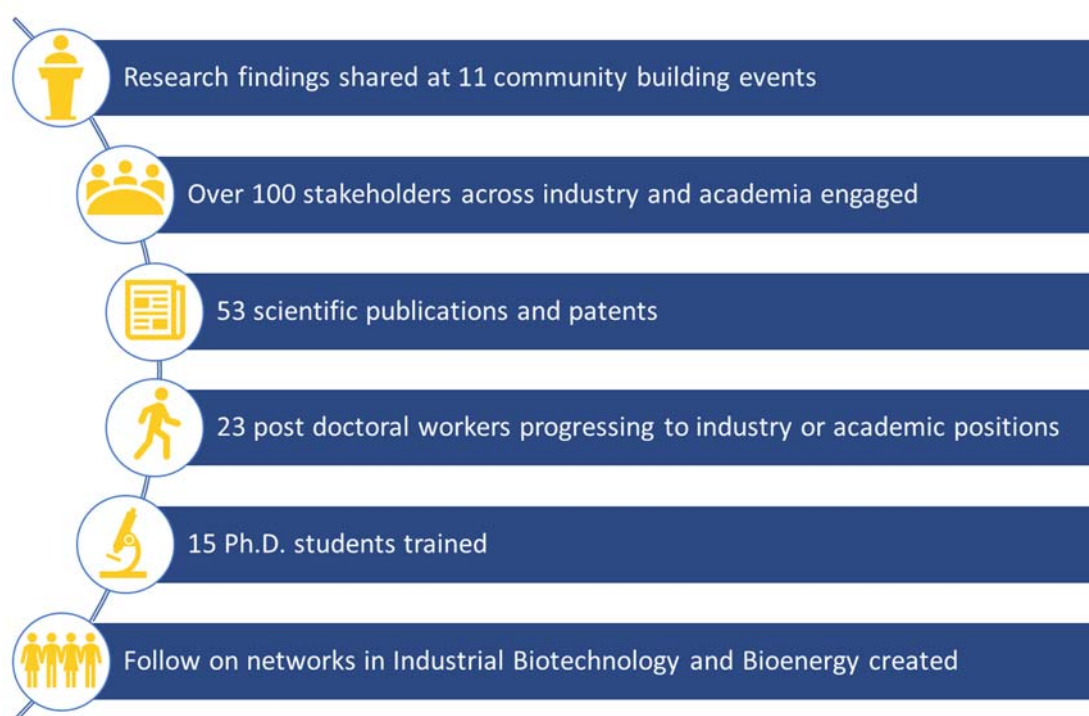 Research findings shared at 11 community building events
Over 100 stakeholders across industry and academia engaged
53 scientific publications and patents
23 post doctoral workers progressing to industry or academic positions
15 Ph.D. students trained
Follow on networks in Industrial Biotechnology and Bioenergy created